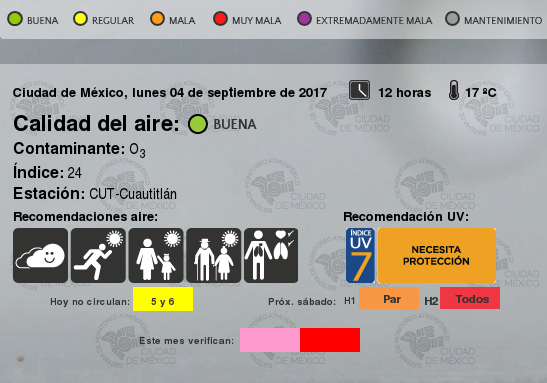 BUENA REGULAR MALA MUY MALA EXTREMADAMENTE MALA MANTENIMIENTO
Ciudad de México, lunes 04 de septiembre de 2017 12 horas 17 ºC
Calidad del aire: BUENA
Contaminante: O3
Índice: 24
Estación: CUT-Cuautitlán
Recomendaciones aire: Recomendación UV:
ÍNDICE UV 7 NECESITA PROTECCIÓN
Hoy no circulan: 5 y 6 Próx. sábado: H1 Par H2 Todos
Este mes verifican: